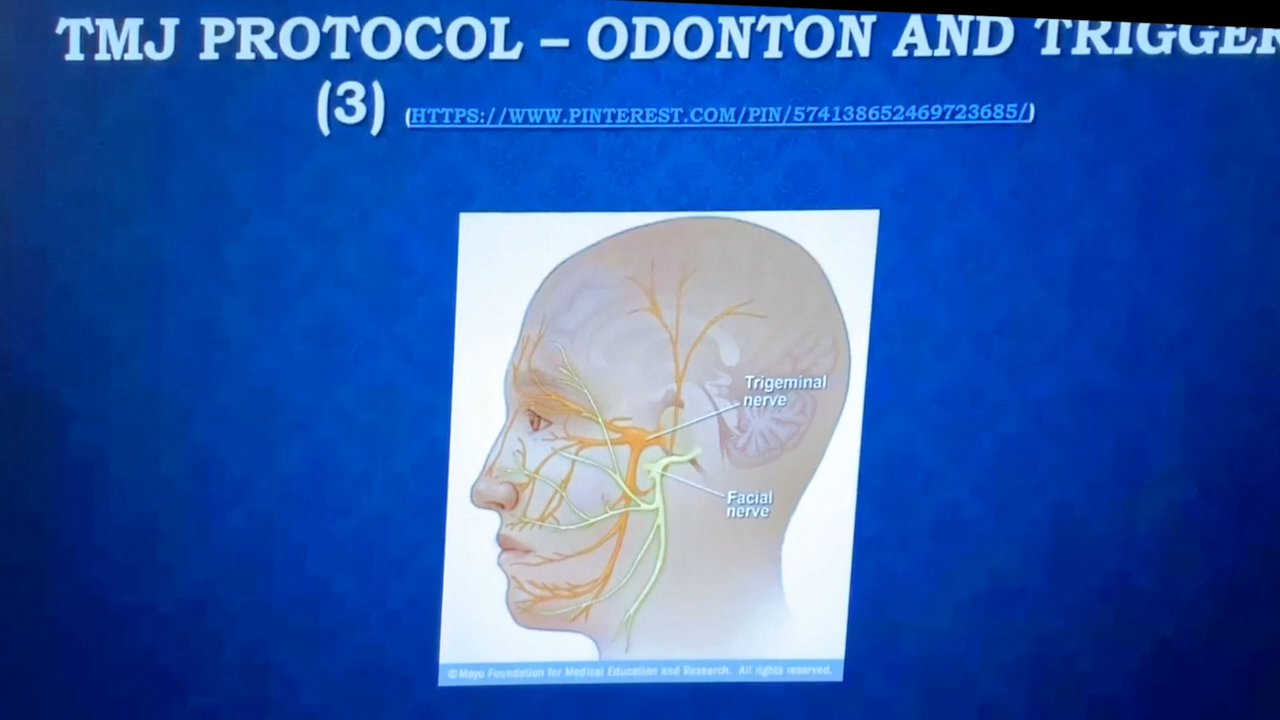 TMJ PROTOCOL – ODONTON AND TRIGGER
(3) (HTTPS://WWW.PINTEREST.COM/PIN/574138652469723685/)
Trigeminal
nerve
Facial
nerve
©Mayo Foundation for Medical Education and Research. All rights reserved.